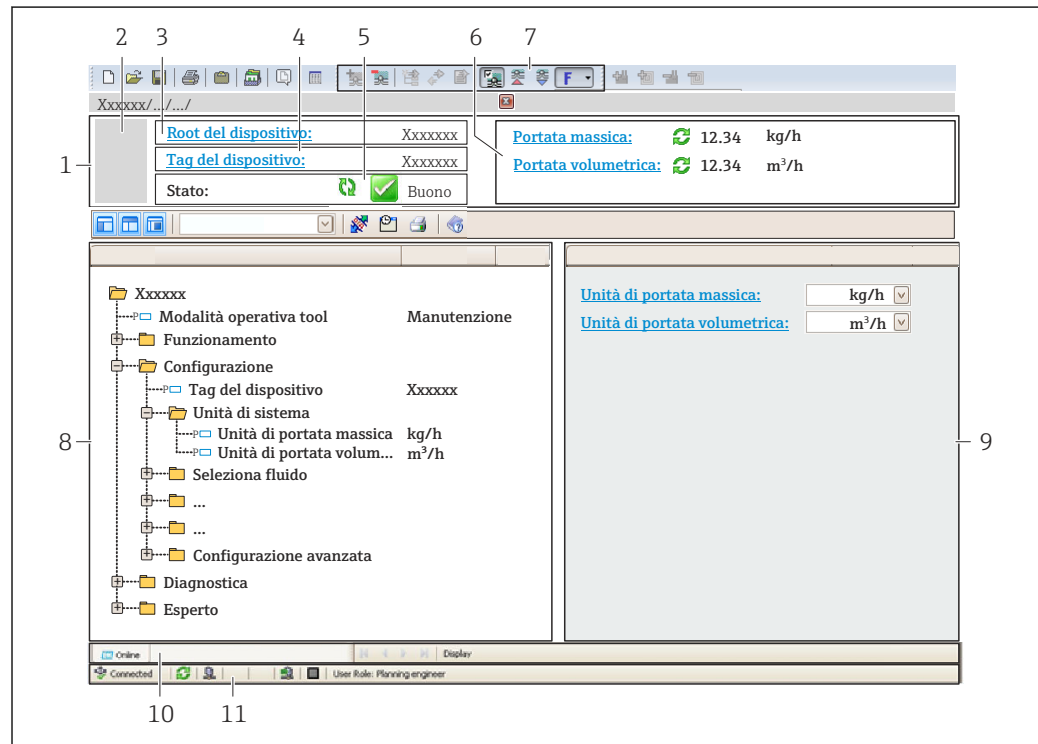 2 3 4 5 6 7
F
Xxxxxx/.../.../
1
Root del dispositivo: Xxxxxxx
Tag del dispositivo: Xxxxxxx
Stato: Buono
Portata massica: 12.34 kg/h
Portata volumetrica: 12.34 m³/h
Xxxxxx
P Modalità operativa tool Manutenzione
Funzionamento
Configurazione
P Tag del dispositivo Xxxxxx
Unità di sistema
P Unità di portata massica kg/h
P Unità di portata volum... m³/h
Seleziona fluido
...
...
Configurazione avanzata
Diagnostica
Esperto
8
Unità di portata massica: kg/h
Unità di portata volumetrica: m³/h
9
Online Display
Connected User Role: Planning engineer
10 11